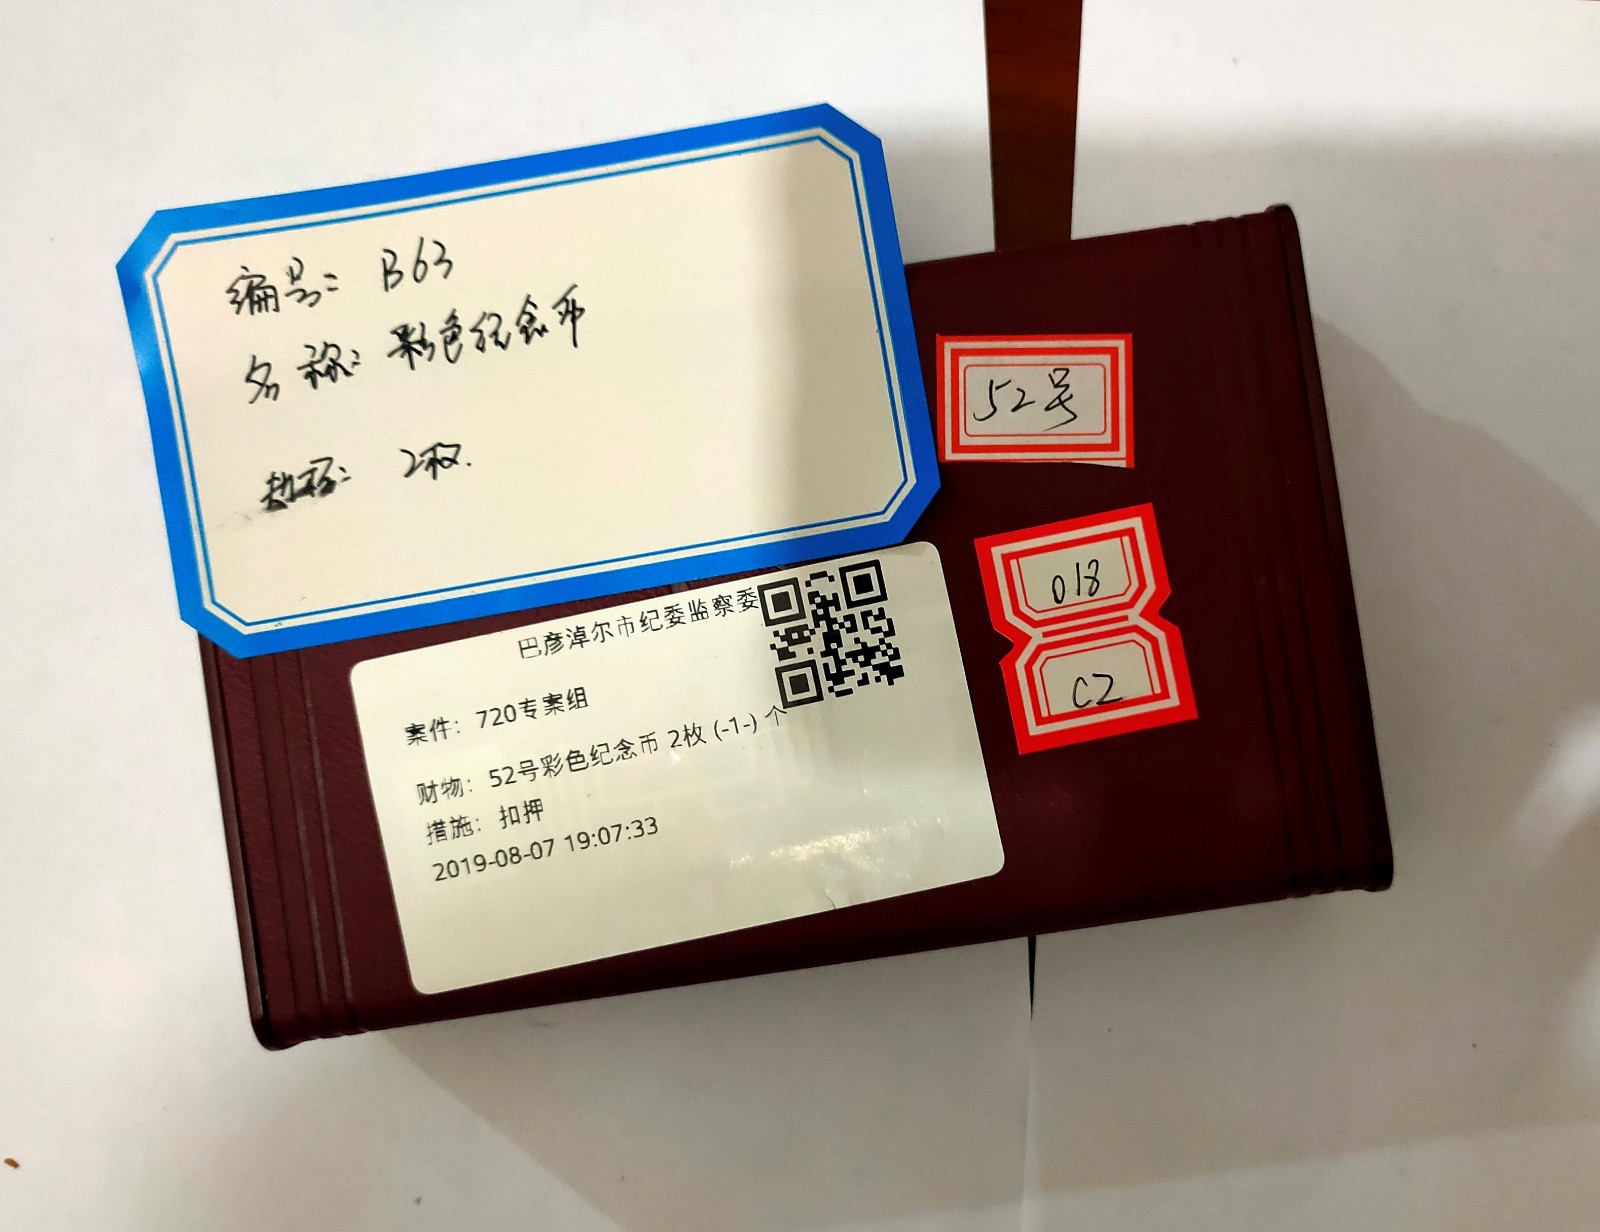 编号: B63
名称: 彩色纪念币
2枚.
52号
018
C2
巴彦淖尔市纪委监察委
案件: 720专案组
财物: 52号彩色纪念币 2枚 (-1-) 个
措施: 扣押
2019-08-07 19:07:33